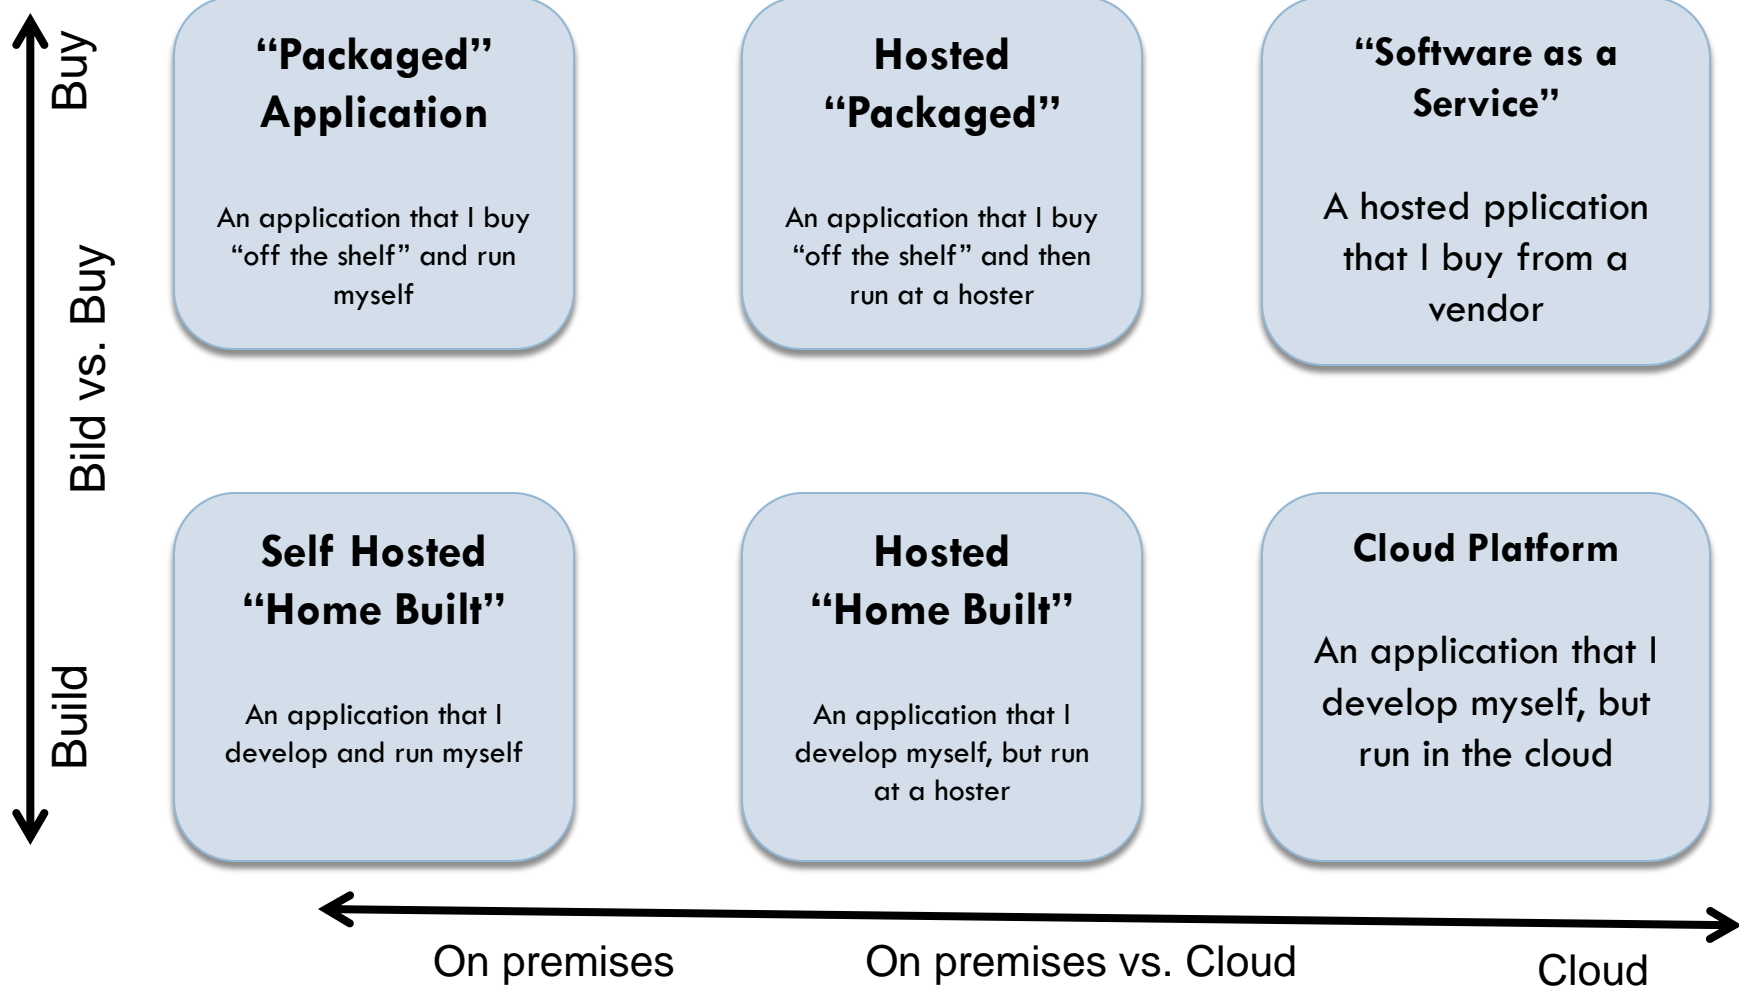 Buy
Bild vs. Buy
Build
“Packaged”
Application
An application that I buy
“off the shelf” and run
myself
Hosted
“Packaged”
An application that I buy
“off the shelf” and then
run at a hoster
“Software as a
Service”
A hosted pplication
that I buy from a
vendor
Self Hosted
“Home Built”
An application that I
develop and run myself
Hosted
“Home Built”
An application that I
develop myself, but run
at a hoster
Cloud Platform
An application that I
develop myself, but
run in the cloud
On premises
On premises vs. Cloud
Cloud